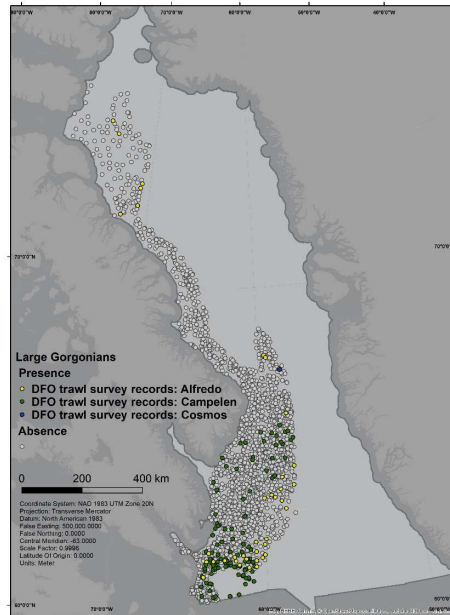 80°0'0"W 80°0'0"W 70°0'0"W 60°0'0"W 60°0'0"W
70°0'0"N 70°0'0"N
Large Gorgonians
Presence
DFO trawl survey records: Alfredo
DFO trawl survey records: Campelen
DFO trawl survey records: Cosmos
Absence
0 200 400 km
Coordinate System: NAD 1983 UTM Zone 20N
Projection: Transverse Mercator
Datum: North American 1983
False Easting: 500,000.0000
False Northing: 0.0000
Central Meridian: -63.0000
Scale Factor: 0.9996
Latitude Of Origin: 0.0000
Units: Meter
70°0'0"W 60°0'0"W